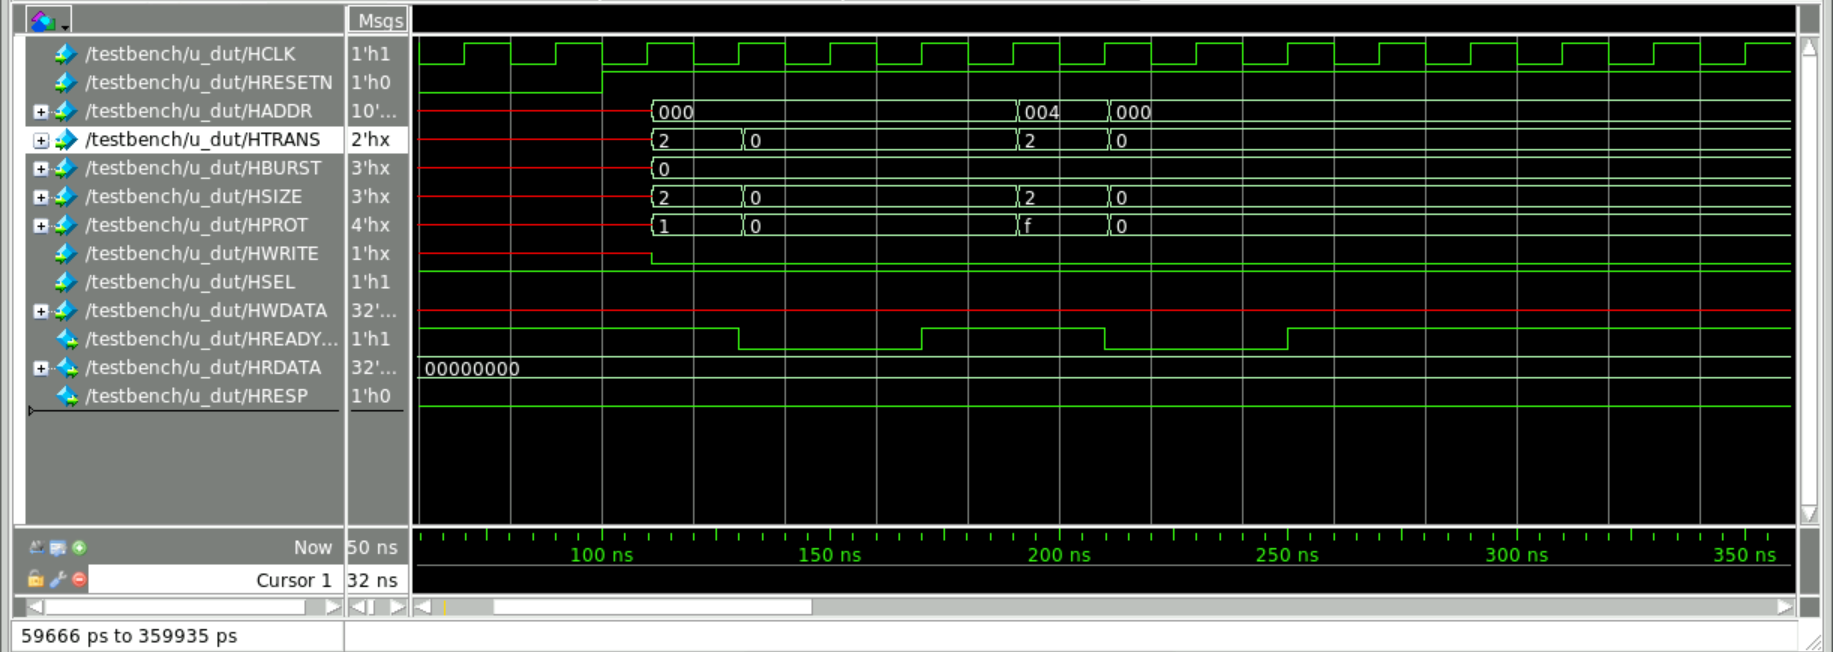 Msgs
/testbench/u_dut/HCLK 1'h1
/testbench/u_dut/HRESETN 1'h0
/testbench/u_dut/HADDR 10'... 000 004 000
/testbench/u_dut/HTRANS 2'hx 2 0 2 0
/testbench/u_dut/HBURST 3'hx 0
/testbench/u_dut/HSIZE 3'hx 2 0 2 0
/testbench/u_dut/HPROT 4'hx 1 0 f 0
/testbench/u_dut/HWRITE 1'hx
/testbench/u_dut/HSEL 1'h1
/testbench/u_dut/HWDATA 32'...
/testbench/u_dut/HREADY... 1'h1
/testbench/u_dut/HRDATA 32'... 00000000
/testbench/u_dut/HRESP 1'h0
Now 50 ns 100 ns 150 ns 200 ns 250 ns 300 ns 350 ns
Cursor 1 32 ns
59666 ps to 359935 ps